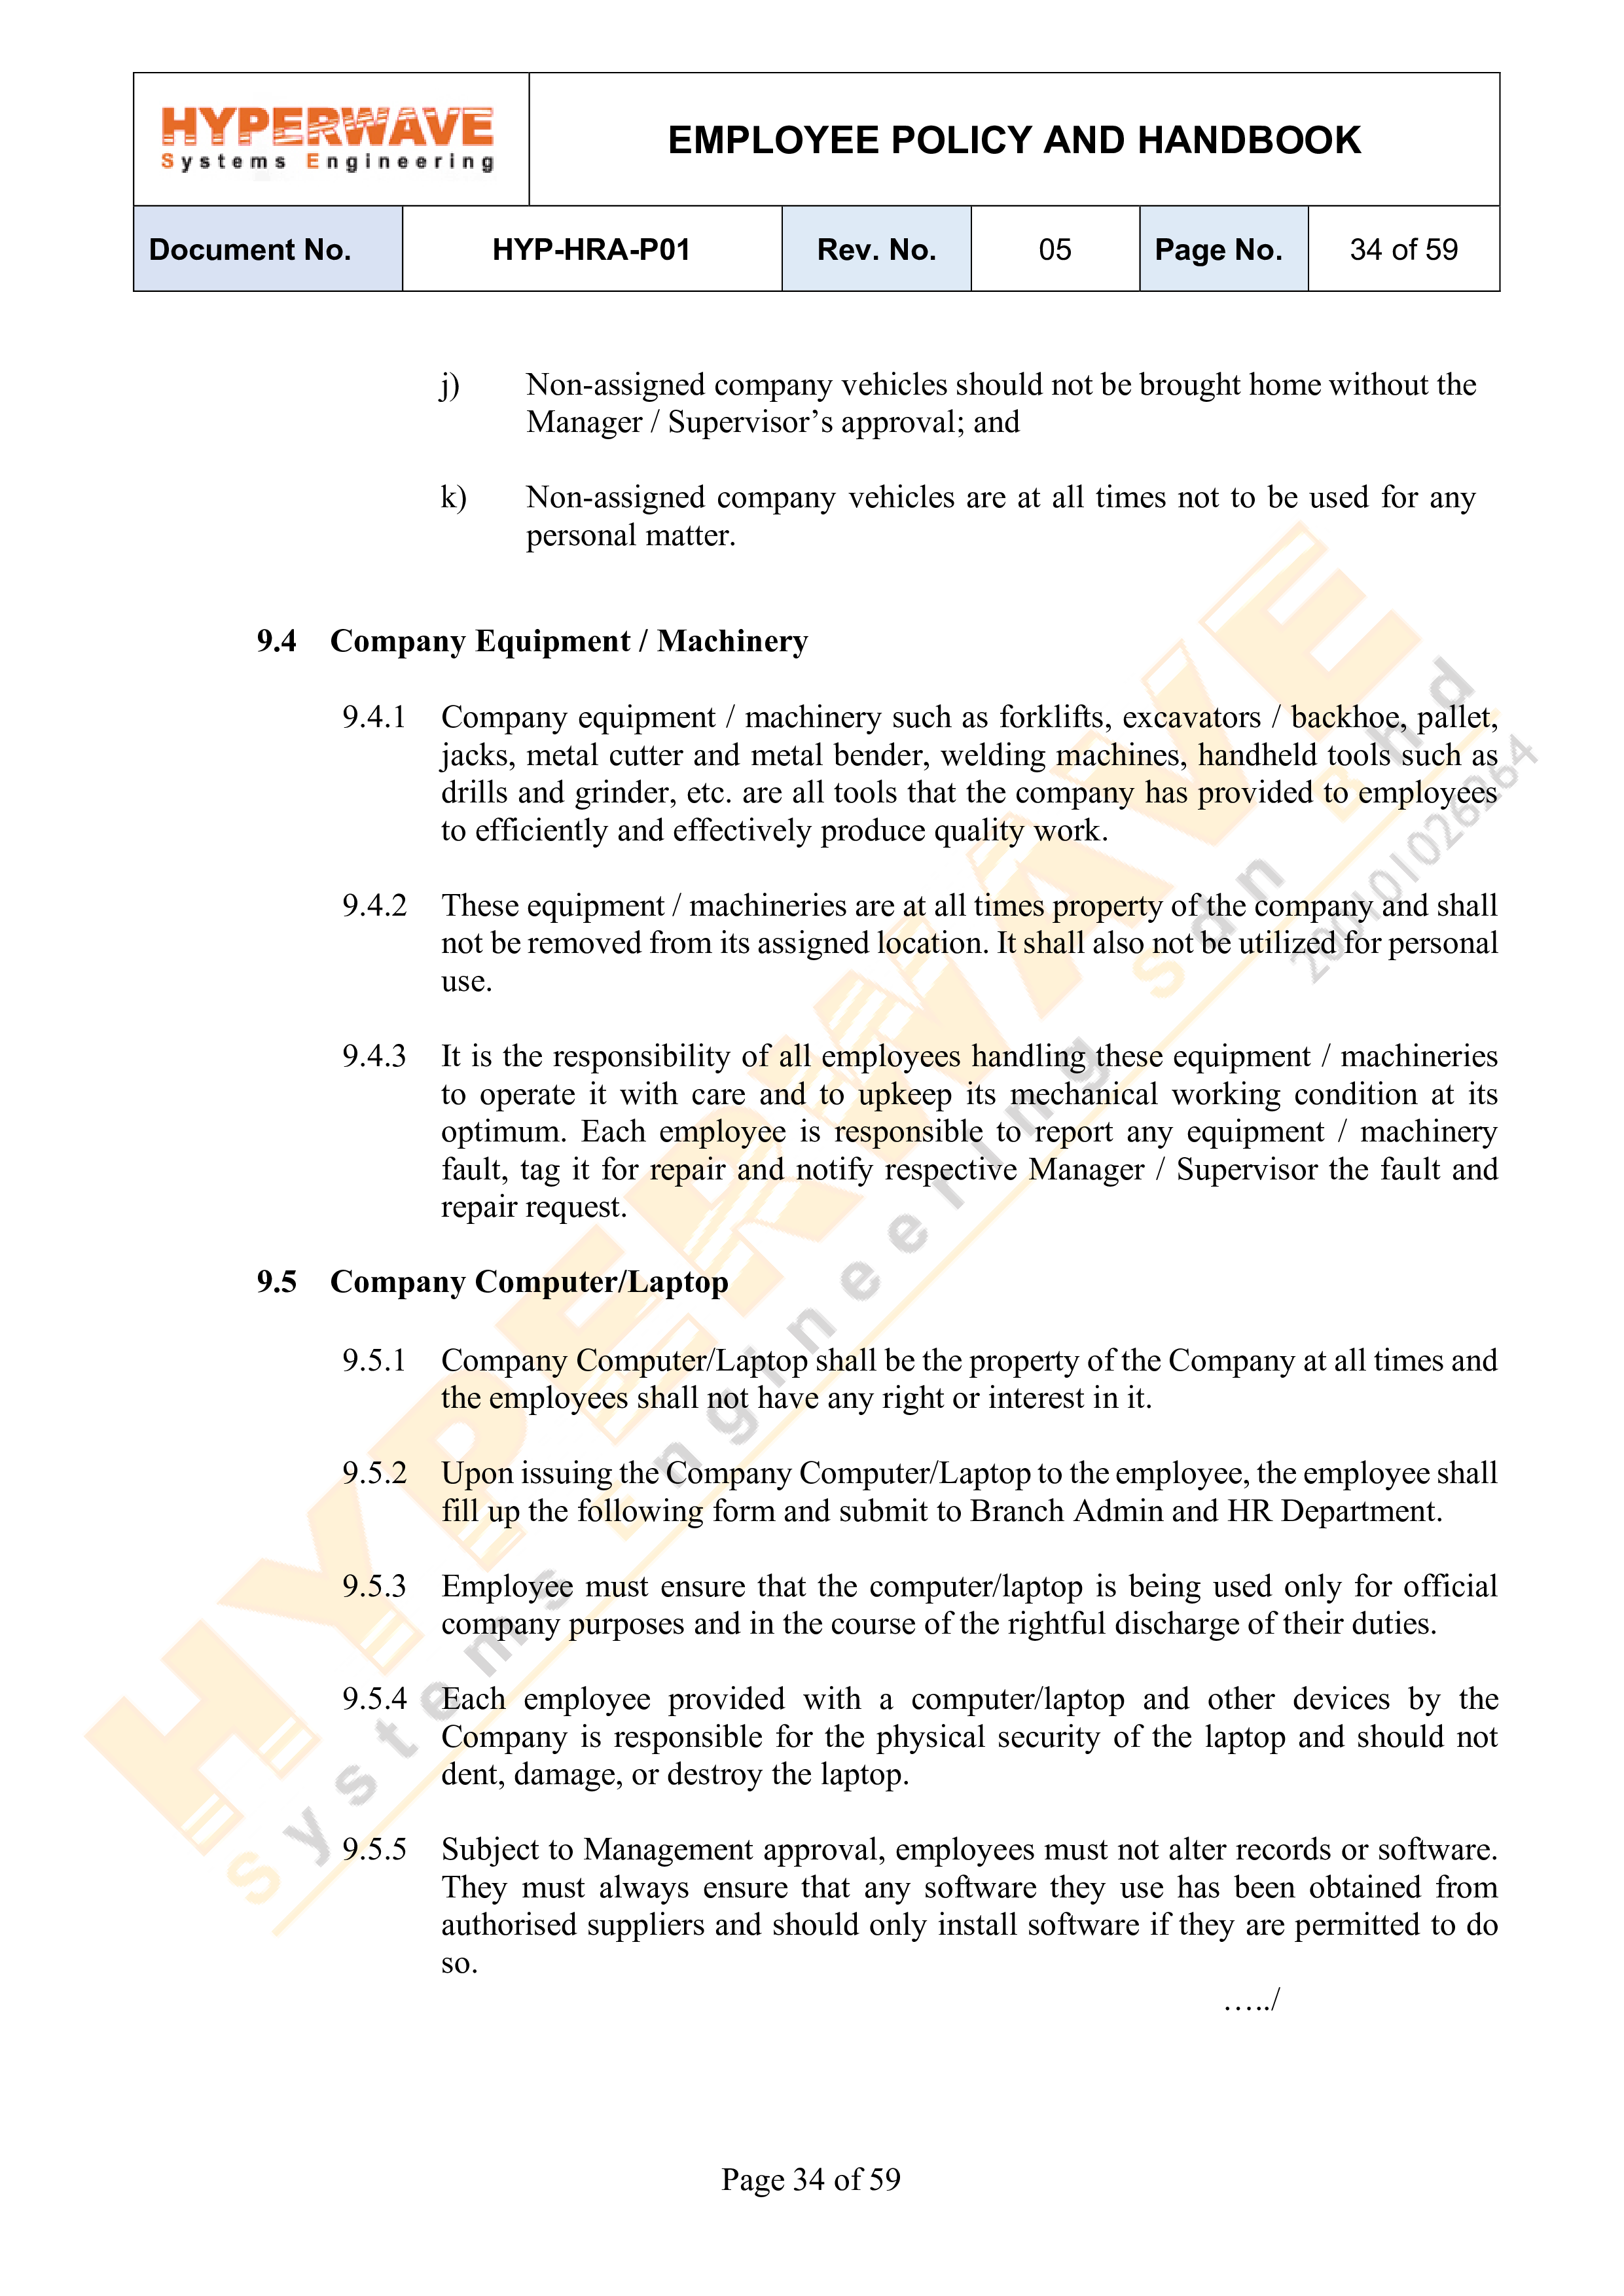 HYPERWAVE
Systems Engineering
EMPLOYEE POLICY AND HANDBOOK
Document No. HYP-HRA-P01 Rev. No. 05 Page No. 34 of 59
j) Non-assigned company vehicles should not be brought home without the
Manager / Supervisor’s approval; and
k) Non-assigned company vehicles are at all times not to be used for any
personal matter.
9.4 Company Equipment / Machinery
9.4.1 Company equipment / machinery such as forklifts, excavators / backhoe, pallet,
jacks, metal cutter and metal bender, welding machines, handheld tools such as
drills and grinder, etc. are all tools that the company has provided to employees
to efficiently and effectively produce quality work.
9.4.2 These equipment / machineries are at all times property of the company and shall
not be removed from its assigned location. It shall also not be utilized for personal
use.
9.4.3 It is the responsibility of all employees handling these equipment / machineries
to operate it with care and to upkeep its mechanical working condition at its
optimum. Each employee is responsible to report any equipment / machinery
fault, tag it for repair and notify respective Manager / Supervisor the fault and
repair request.
9.5 Company Computer/Laptop
9.5.1 Company Computer/Laptop shall be the property of the Company at all times and
the employees shall not have any right or interest in it.
9.5.2 Upon issuing the Company Computer/Laptop to the employee, the employee shall
fill up the following form and submit to Branch Admin and HR Department.
9.5.3 Employee must ensure that the computer/laptop is being used only for official
company purposes and in the course of the rightful discharge of their duties.
9.5.4 Each employee provided with a computer/laptop and other devices by the
Company is responsible for the physical security of the laptop and should not
dent, damage, or destroy the laptop.
9.5.5 Subject to Management approval, employees must not alter records or software.
They must always ensure that any software they use has been obtained from
authorised suppliers and should only install software if they are permitted to do
so.
…../
HYPERWAVE
Systems Engineering Sdn Bhd
200101026264
Page 34 of 59